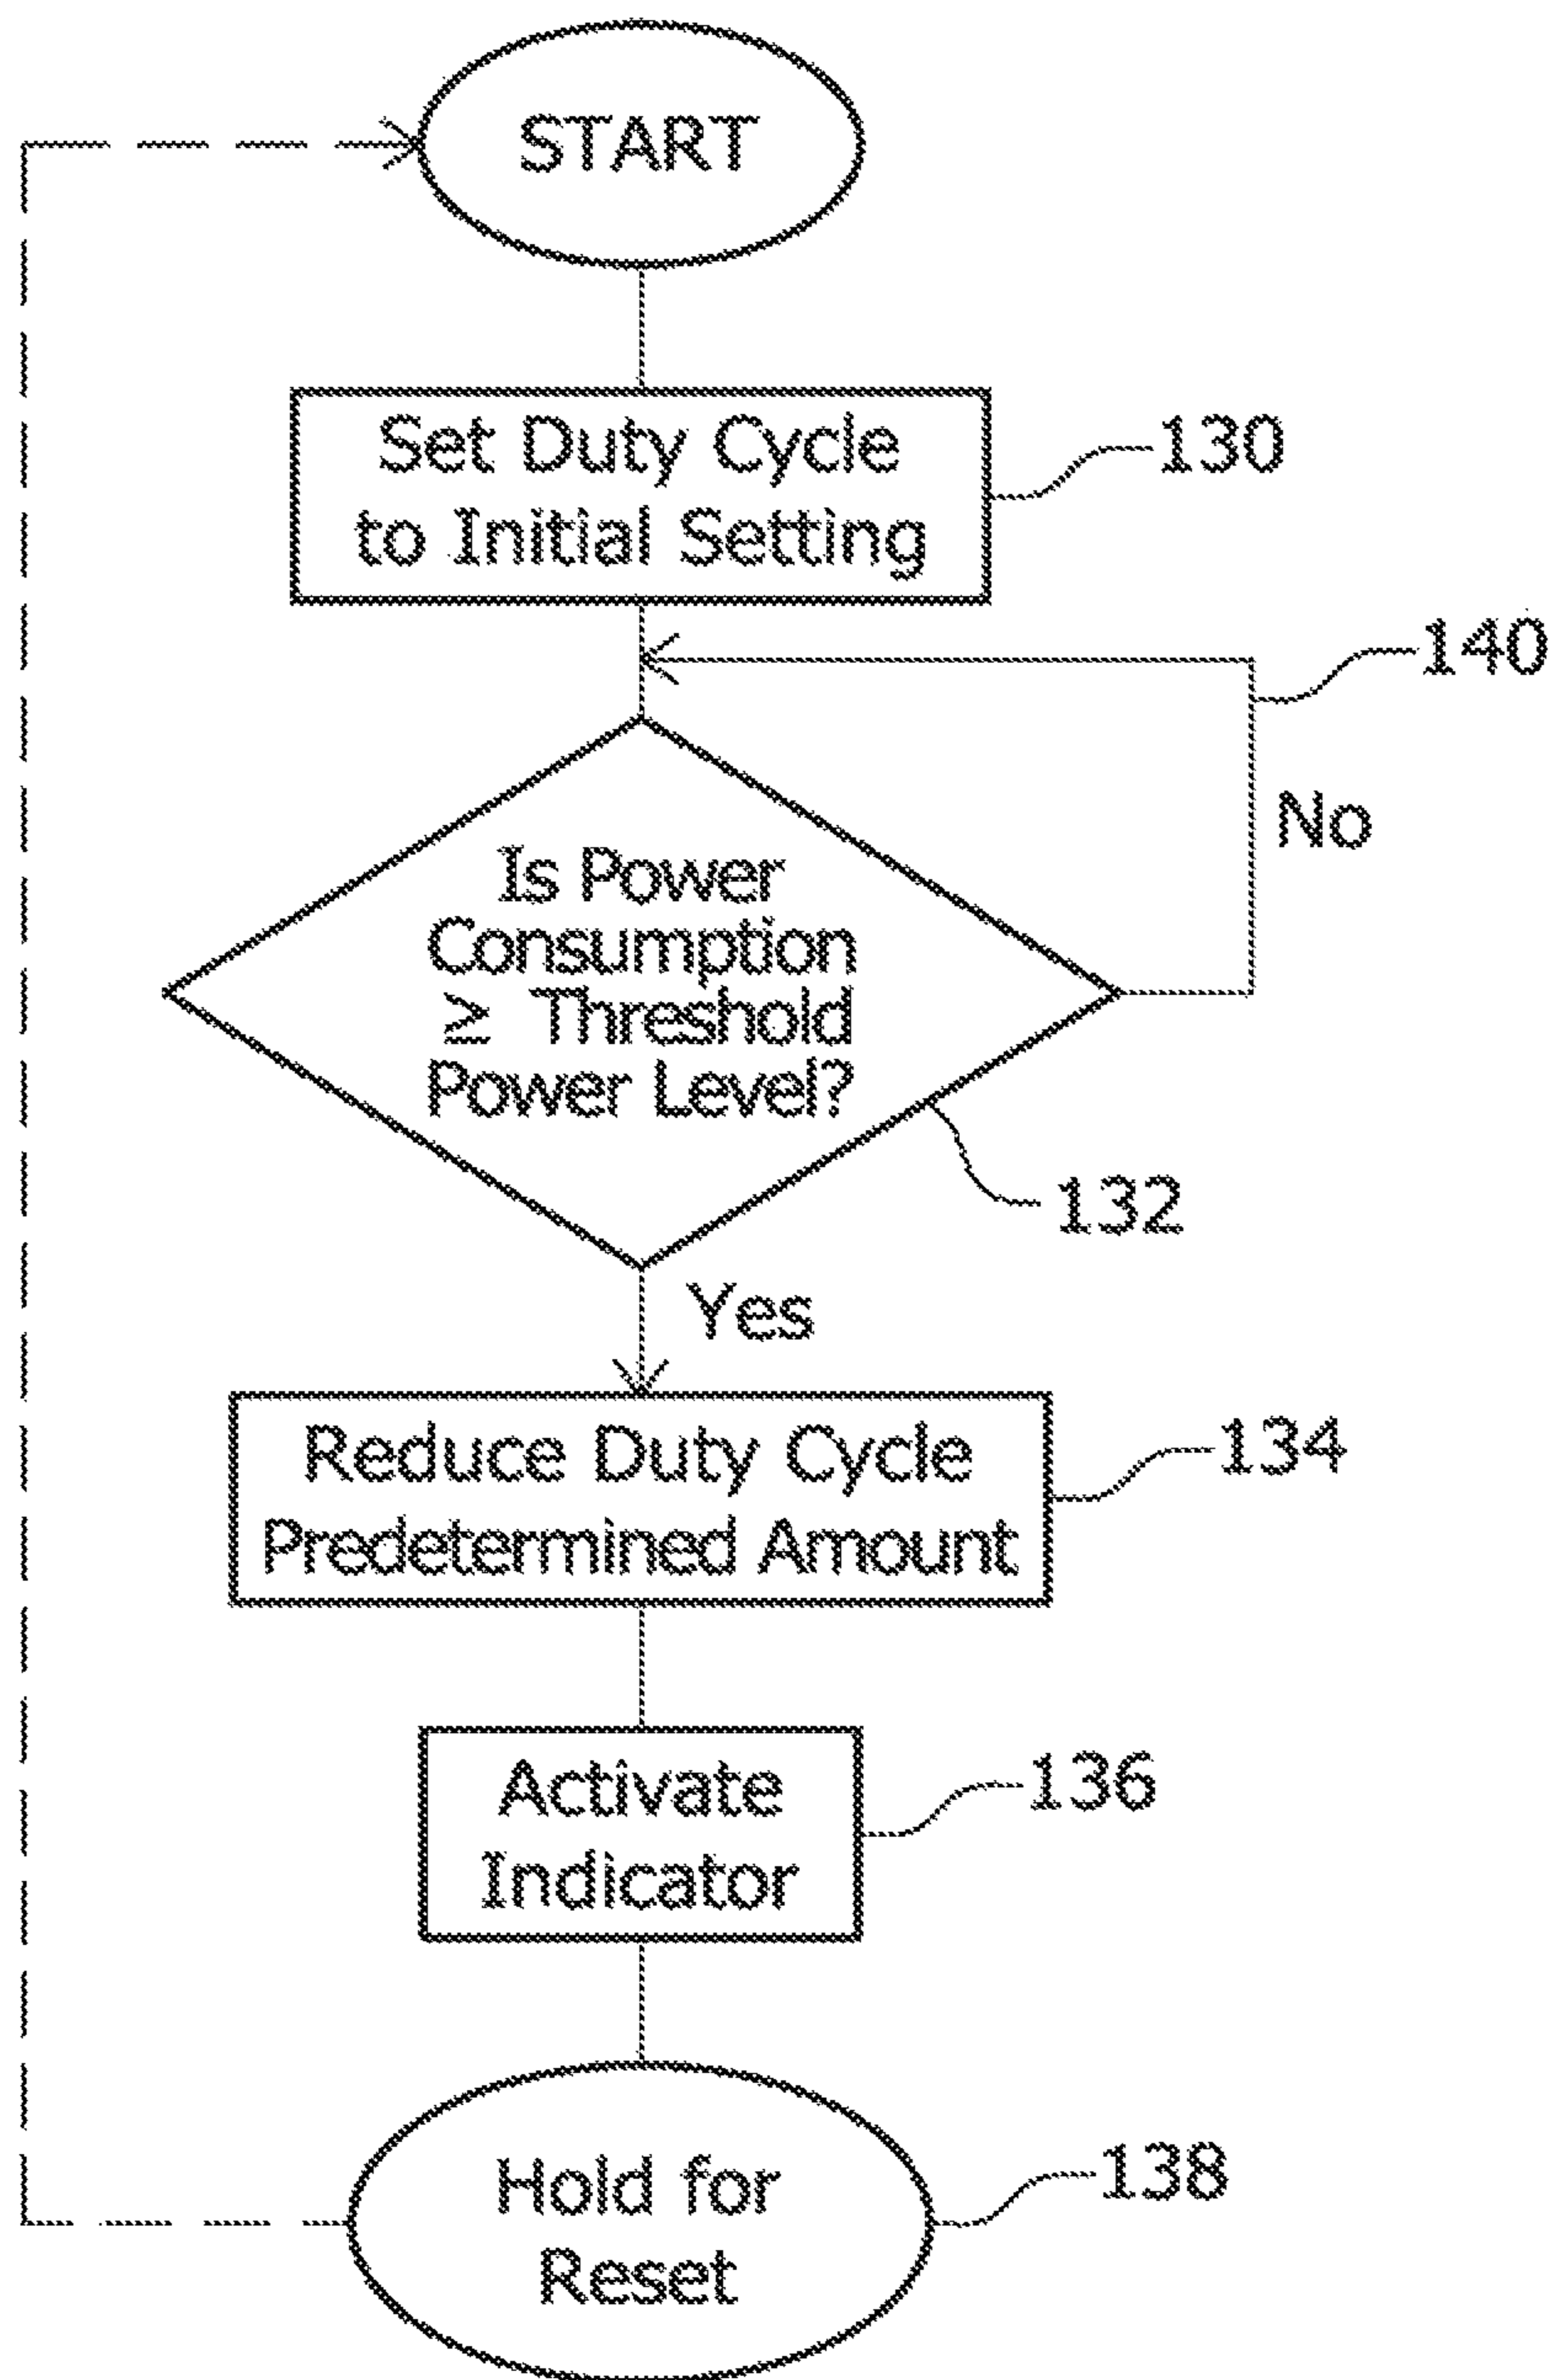 START
Set Duty Cycle
to Initial Setting
130
140
No
Is Power
Consumption
≥ Threshold
Power Level?
132
Yes
Reduce Duty Cycle
Predetermined Amount
134
Activate
Indicator
136
Hold for
Reset
138